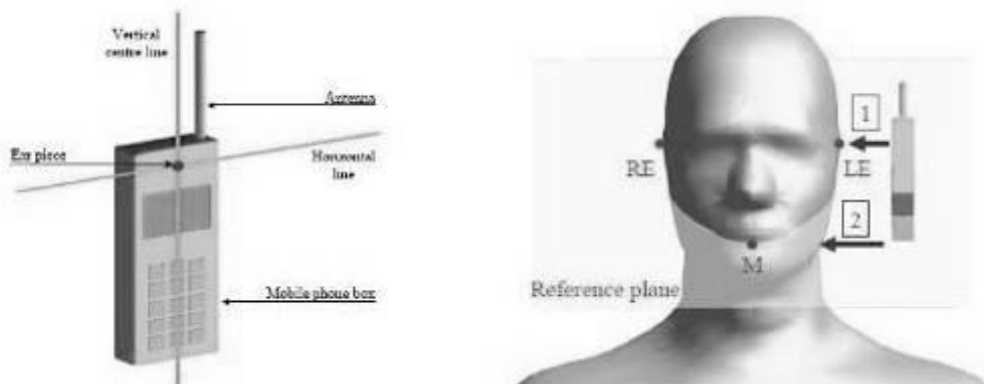 Vertical
centre line
Antenna
Ear piece
Horizontal
line
Mobile phone box
1
RE
LE
2
M
Reference plane